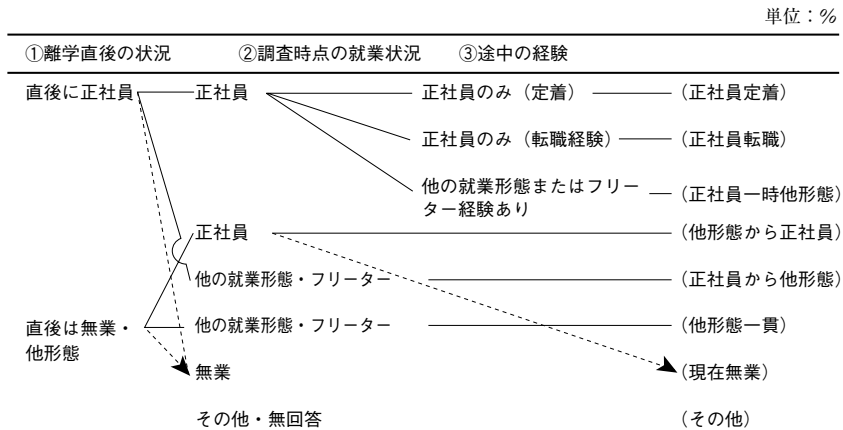 単位：％
①離学直後の状況 ②調査時点の就業状況 ③途中の経験
直後に正社員 正社員 正社員のみ（定着） （正社員定着）
正社員のみ（転職経験） （正社員転職）
他の就業形態またはフリー
ター経験あり （正社員一時他形態）
正社員 （他形態から正社員）
他の就業形態・フリーター （正社員から他形態）
直後は無業・
他形態 他の就業形態・フリーター （他形態一貫）
無業 （現在無業）
その他・無回答 （その他）